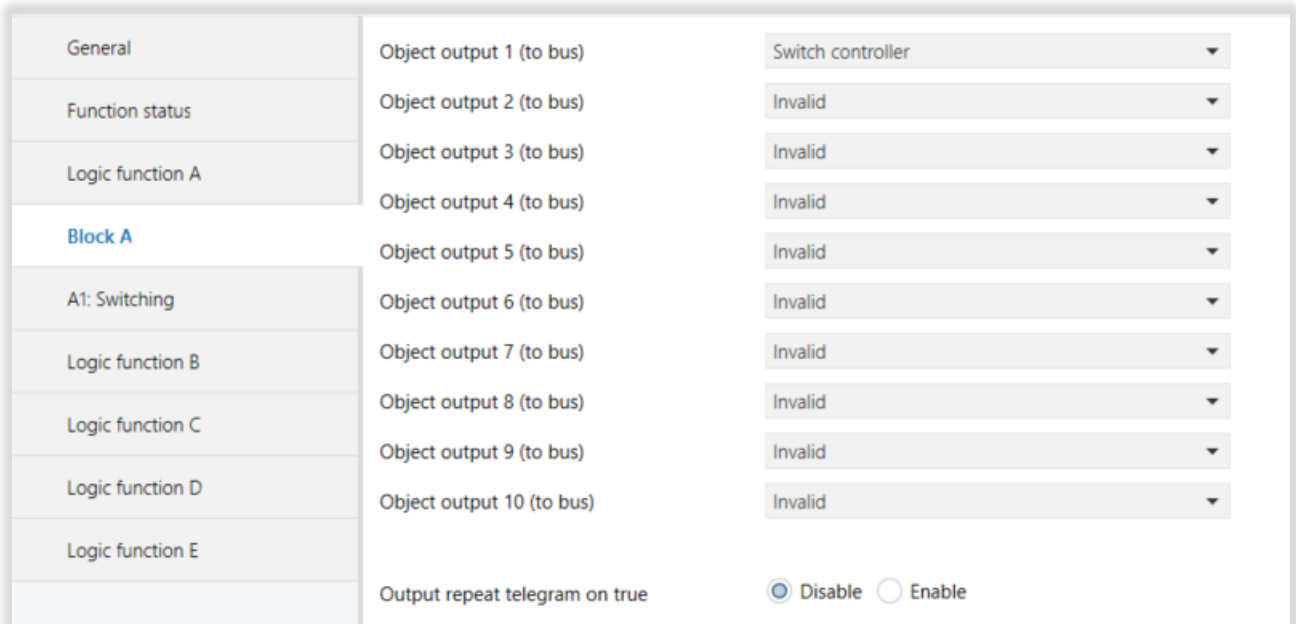 General
Function status
Logic function A
Block A
A1: Switching
Logic function B
Logic function C
Logic function D
Logic function E
Object output 1 (to bus) Switch controller
Object output 2 (to bus) Invalid
Object output 3 (to bus) Invalid
Object output 4 (to bus) Invalid
Object output 5 (to bus) Invalid
Object output 6 (to bus) Invalid
Object output 7 (to bus) Invalid
Object output 8 (to bus) Invalid
Object output 9 (to bus) Invalid
Object output 10 (to bus) Invalid
Output repeat telegram on true Disable Enable